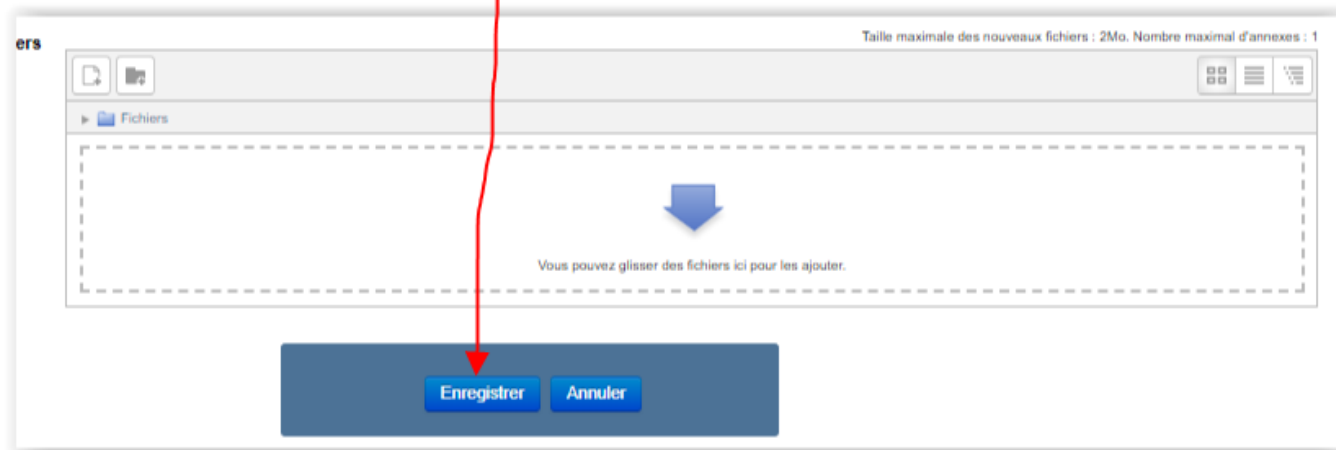 Taille maximale des nouveaux fichiers : 2Mo. Nombre maximal d'annexes : 1
ers
Fichiers
Vous pouvez glisser des fichiers ici pour les ajouter.
Enregistrer Annuler